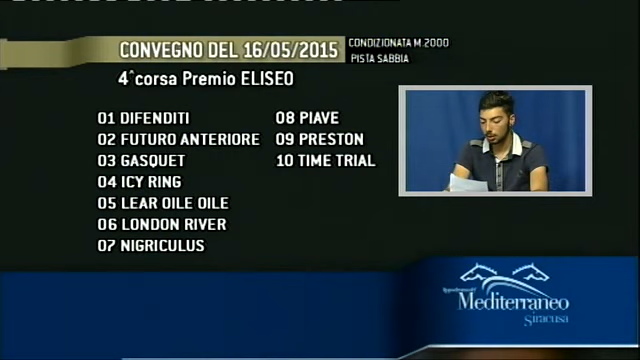 CONVEGNO DEL 16/05/2015
CONDIZIONATA M.2000
PISTA SABBIA
4^corsa Premio ELISEO
01 DIFENDITI
02 FUTURO ANTERIORE
03 GASQUET
04 ICY RING
05 LEAR OILE OILE
06 LONDON RIVER
07 NIGRICULUS
08 PIAVE
09 PRESTON
10 TIME TRIAL
Mediterraneo
Siracusa